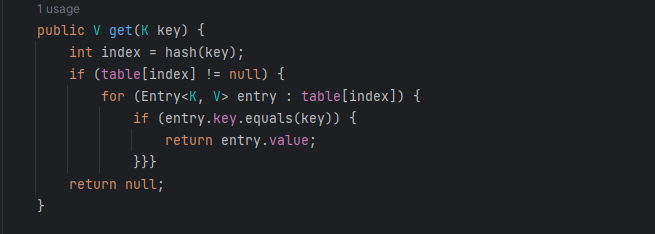 1 usage
public V get(K key) {
    int index = hash(key);
    if (table[index] != null) {
        for (Entry<K, V> entry : table[index]) {
            if (entry.key.equals(key)) {
                return entry.value;
            }}}
    return null;
}